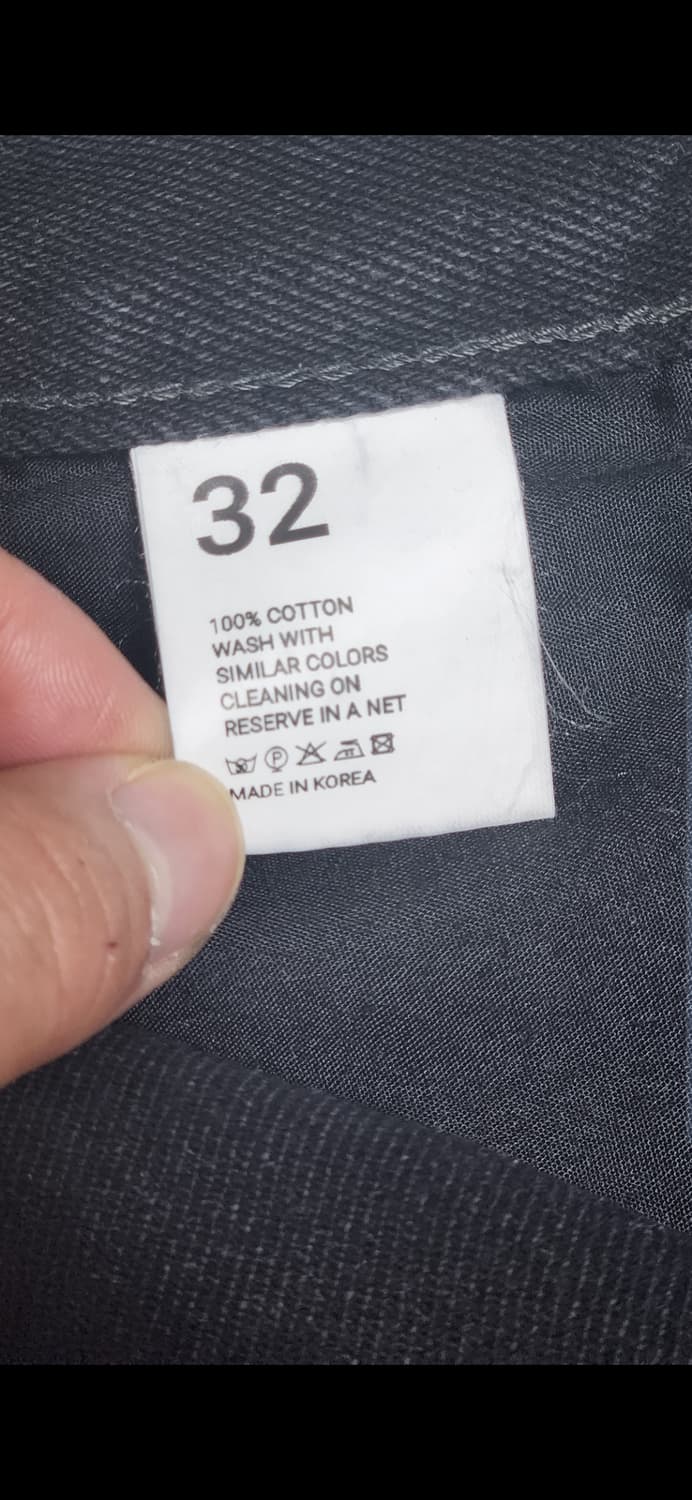 32
100% COTTON
WASH WITH
SIMILAR COLORS
CLEANING ON
RESERVE IN A NET
P
MADE IN KOREA